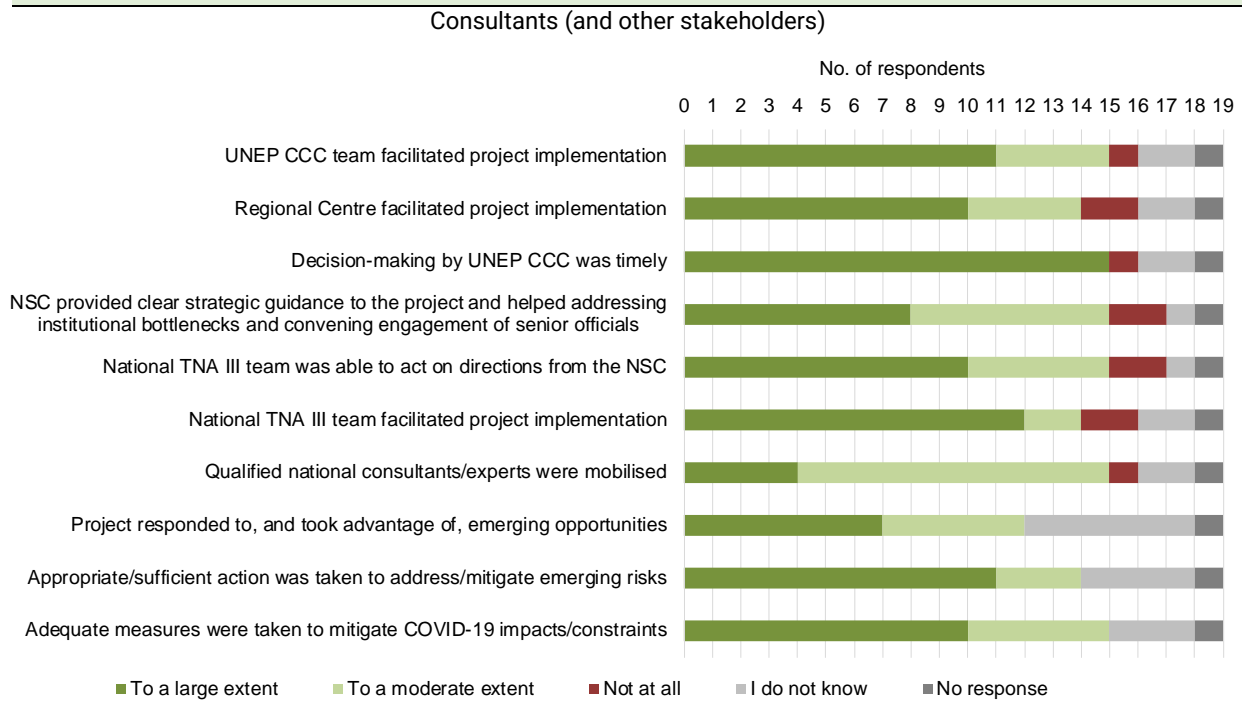 Consultants (and other stakeholders)
No. of respondents
0 1 2 3 4 5 6 7 8 9 10 11 12 13 14 15 16 17 18 19
UNEP CCC team facilitated project implementation
Regional Centre facilitated project implementation
Decision-making by UNEP CCC was timely
NSC provided clear strategic guidance to the project and helped addressing
institutional bottlenecks and convening engagement of senior officials
National TNA III team was able to act on directions from the NSC
National TNA III team facilitated project implementation
Qualified national consultants/experts were mobilised
Project responded to, and took advantage of, emerging opportunities
Appropriate/sufficient action was taken to address/mitigate emerging risks
Adequate measures were taken to mitigate COVID-19 impacts/constraints
To a large extent To a moderate extent Not at all I do not know No response